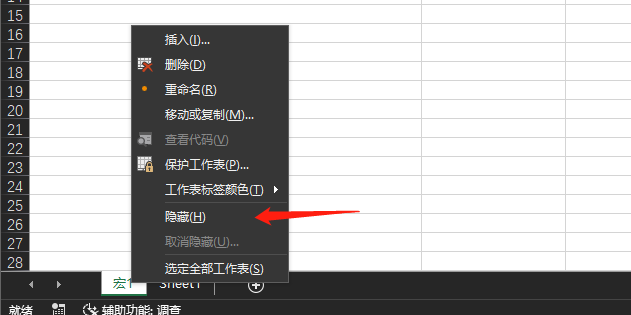 15
16
17
18
19
20
21
22
23
24
25
26
27
28
插入(I)...
删除(D)
重命名(R)
移动或复制(M)...
查看代码(V)
保护工作表(P)...
工作表标签颜色(T)
隐藏(H)
取消隐藏(U)...
选定全部工作表(S)
宏1
Sheet1
就绪
辅助功能: 调查